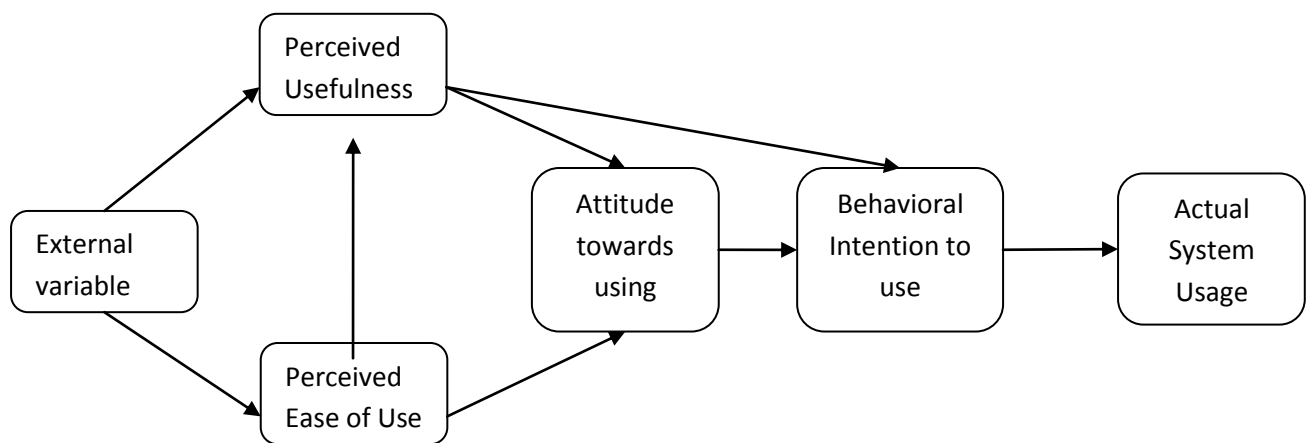 Perceived
Usefulness
External
variable
Perceived
Ease of Use
Attitude
towards
using
Behavioral
Intention to
use
Actual
System
Usage